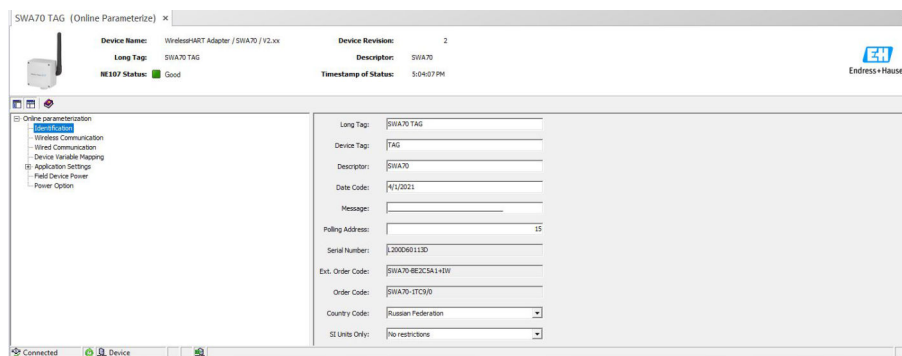 SWA70 TAG (Online Parameterize) ×
Device Name: WirelessHART Adapter / SWA70 / V2.xx Device Revision: 2
Long Tag: SWA70 TAG Descriptor: SWA70
NE107 Status: Good Timestamp of Status: 5:04:07 PM
EH
Endress+Hause
Online parameterization
Identification
Wireless Communication
Wired Communication
Device Variable Mapping
Application Settings
Field Device Power
Power Option
Long Tag: SWA70 TAG
Device Tag: TAG
Descriptor: SWA70
Date Code: 4/1/2021
Message:
Polling Address: 15
Serial Number: L200D60113D
Ext. Order Code: SWA70-BE2C5A1+IW
Order Code: SWA70-1TC9/0
Country Code: Russian Federation
SI Units Only: No restrictions
Connected Device